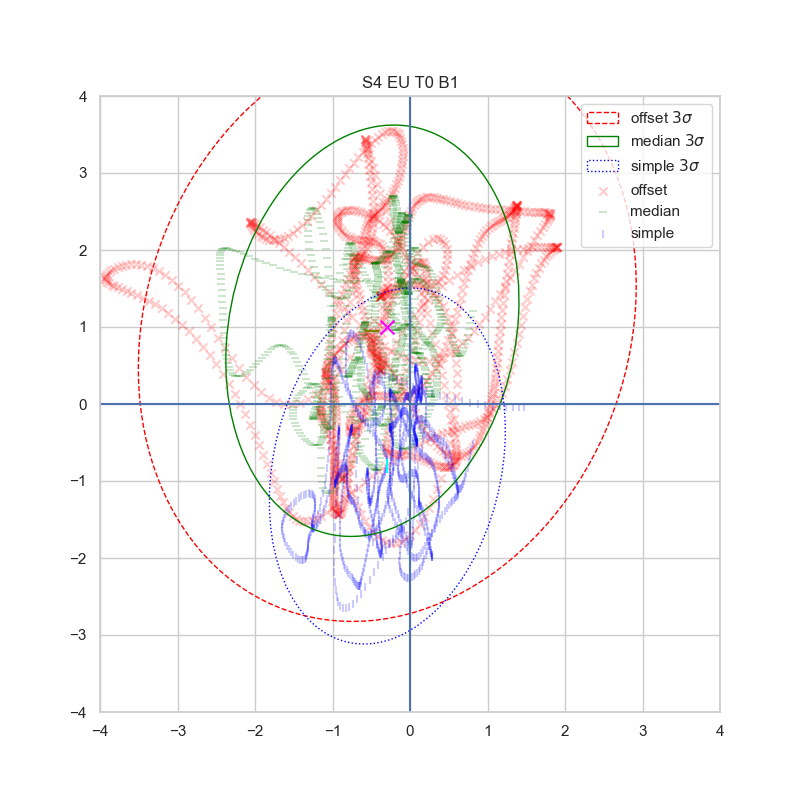 S4 EU T0 B1
offset 3σ
median 3σ
simple 3σ
offset
median
simple
4
3
2
1
0
−1
−2
−3
−4
−4 −3 −2 −1 0 1 2 3 4